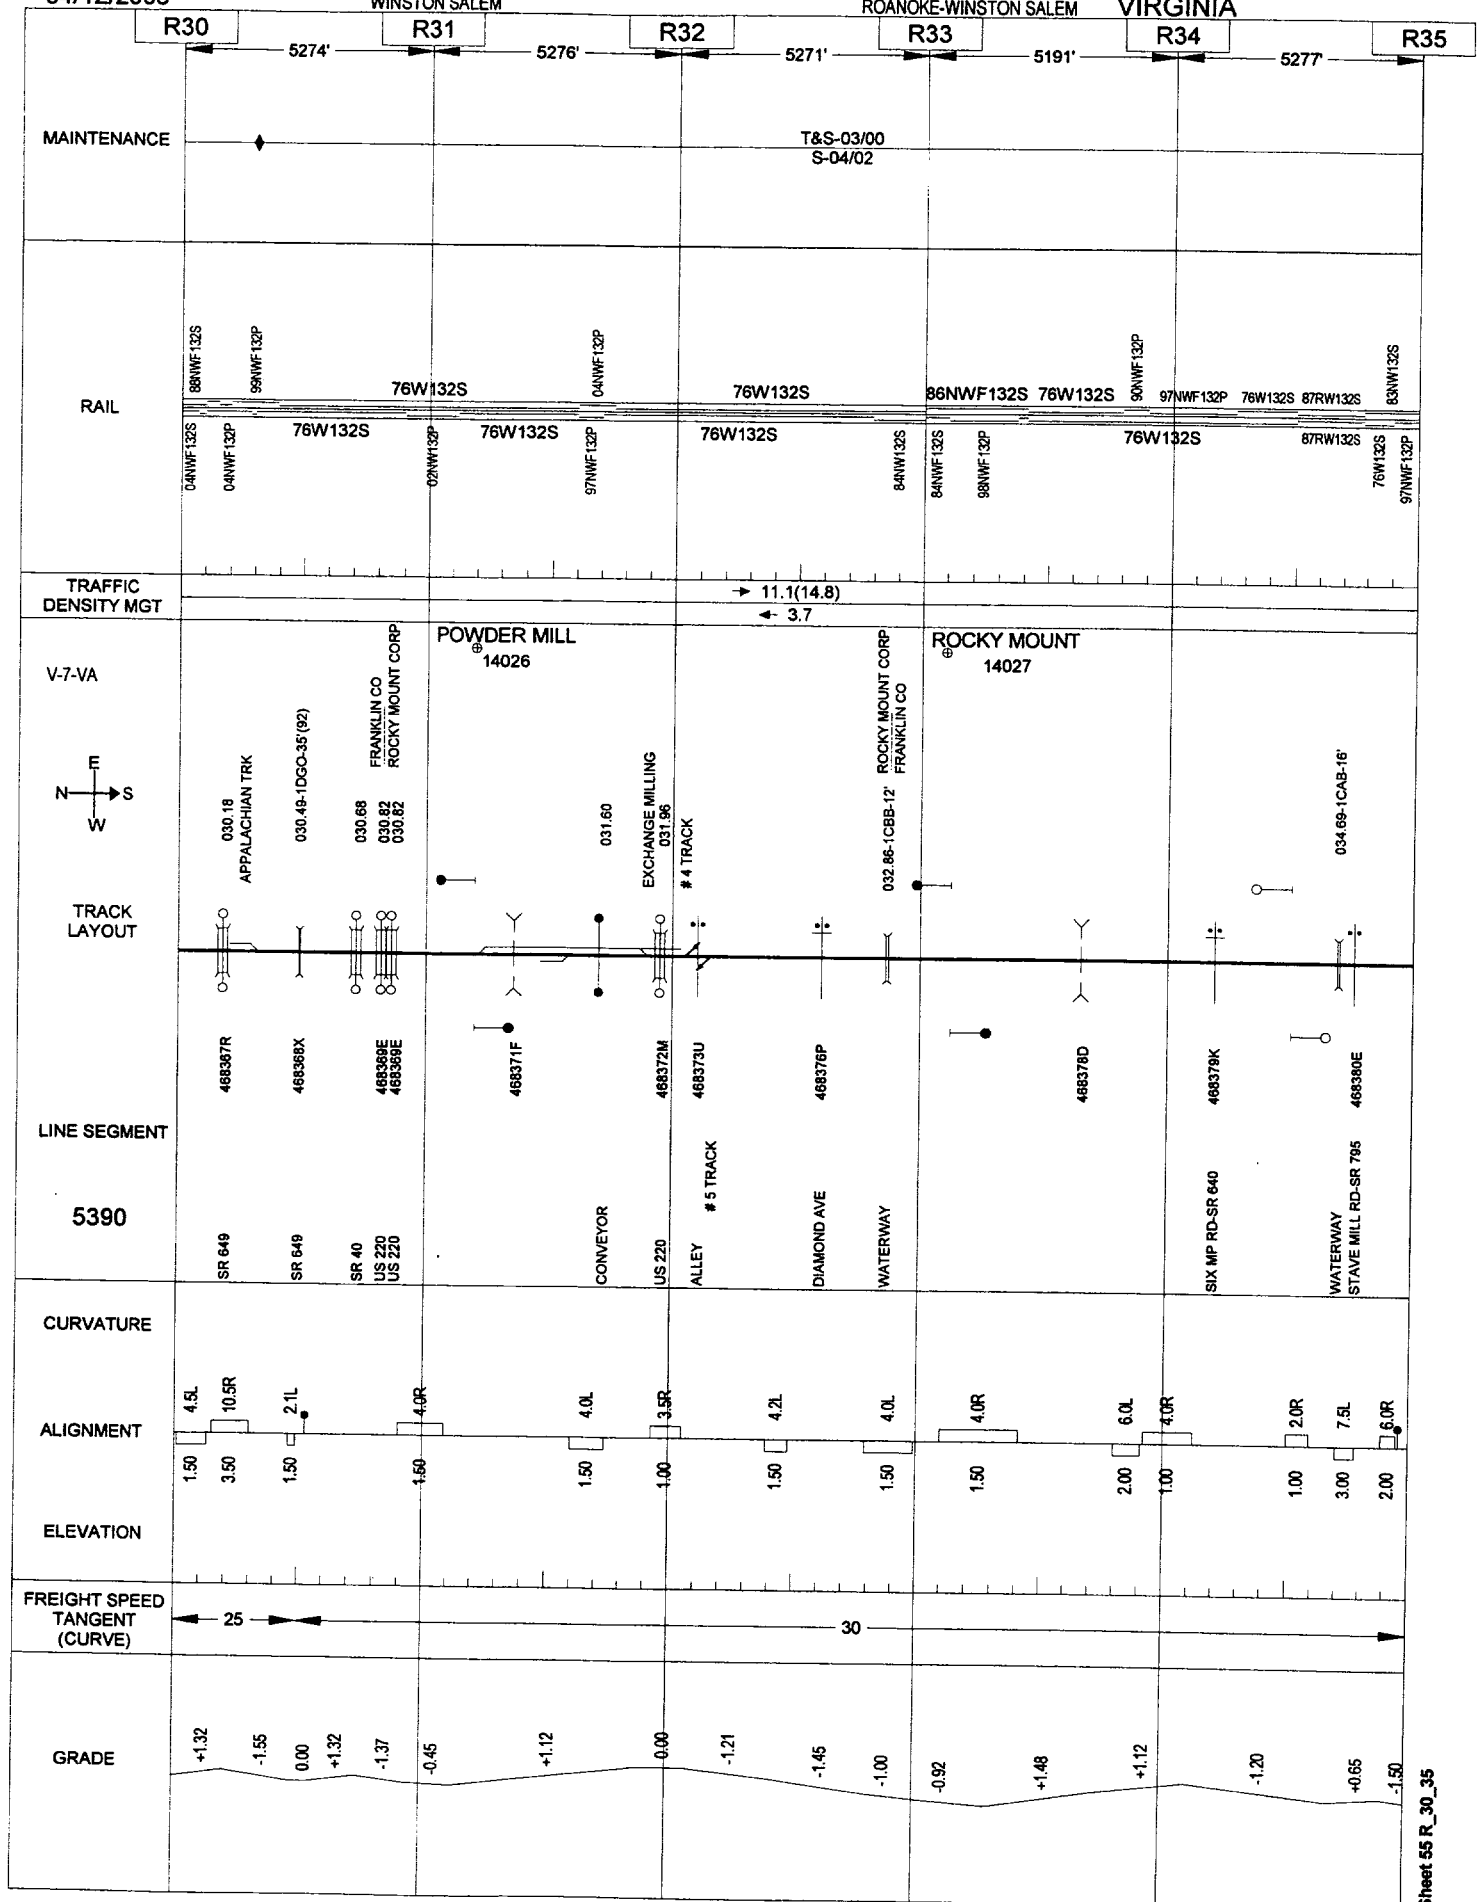 WINSTON SALEM
ROANOKE-WINSTON SALEM VIRGINIA
R30 R31 R32 R33 R34 R35
5274' 5276' 5271' 5191' 5277'
MAINTENANCE
T&S-03/00
S-04/02
RAIL
88NWF132S
99NWF132P
76W132S
04NWF132P
76W132S
86NWF132S 76W132S
90NWF132P
97NWF132P
76W132S
87RW132S
83NW132S
04NWF132S
04NWF132P
76W132S
02NW132P
76W132S
97NWF132P
76W132S
84NW132S
84NWF132S
98NWF132P
76W132S
87RW132S
76W132S
97NWF132P
TRAFFIC
DENSITY MGT
11.1(14.8)
3.7
V-7-VA
POWDER MILL
14026
ROCKY MOUNT
14027
E
N S
W
030.18
APPALACHIAN TRK
030.49-1DGO-35'(92)
030.68
030.82 FRANKLIN CO
030.82 ROCKY MOUNT CORP
031.60
EXCHANGE MILLING
031.96
# 4 TRACK
032.86-1CBB-12' ROCKY MOUNT CORP
FRANKLIN CO
034.69-1CAB-16'
TRACK
LAYOUT
468367R
468368X
468369E
468369E
468371F
468372M
468373U
468376P
468378D
468379K
468380E
LINE SEGMENT
5390
SR 649
SR 649
SR 40
US 220
US 220
CONVEYOR
US 220
ALLEY
# 5 TRACK
DIAMOND AVE
WATERWAY
SIX MP RD-SR 640
WATERWAY
STAVE MILL RD-SR 795
CURVATURE
4.5L 10.5R 2.1L 4.0R 4.0L 3.5R 4.2L 4.0L 4.0R 6.0L 4.0R 2.0R 7.5L 6.0R
ALIGNMENT
1.50 3.50 1.50 1.50 1.50 1.00 1.50 1.50 1.50 2.00 1.00 1.00 3.00 2.00
ELEVATION
FREIGHT SPEED
TANGENT
(CURVE)
25 30
GRADE
+1.32 -1.55 0.00 +1.32 -1.37 -0.45 +1.12 0.00 -1.21 -1.45 -1.00 -0.92 +1.48 +1.12 -1.20 +0.65 -1.50
Sheet 55 R_30_35